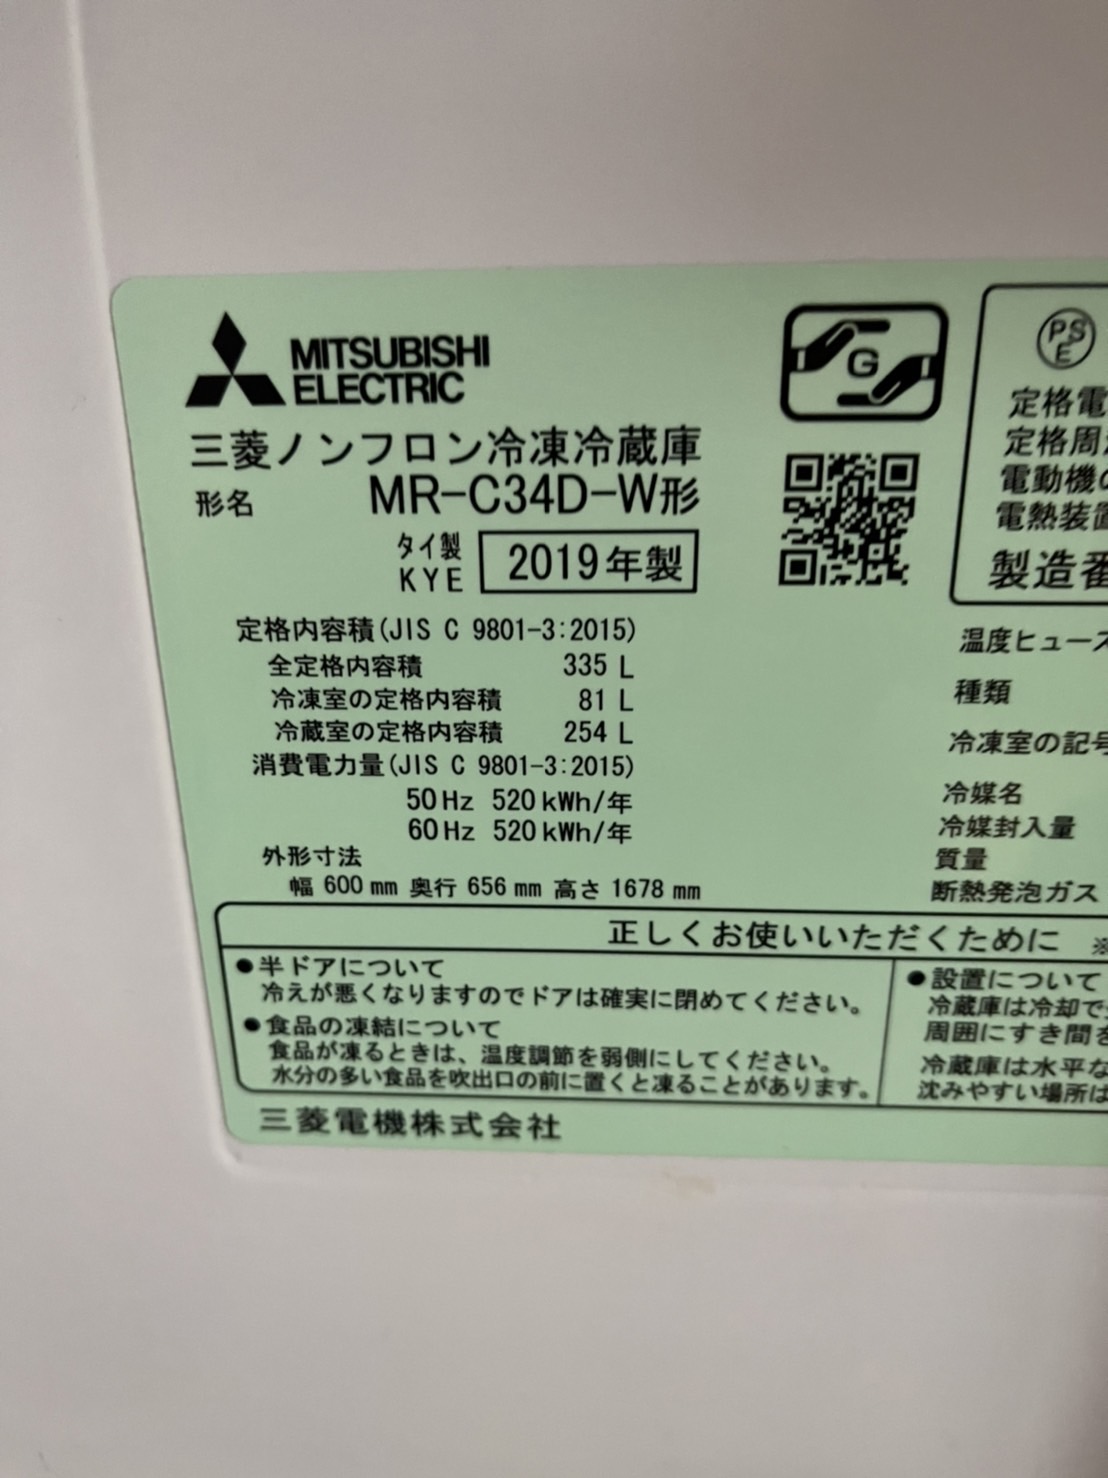 MITSUBISHI
ELECTRIC
三菱ノンフロン冷凍冷蔵庫
形名 MR-C34D-W形
タイ製
KYE
2019年製
定格内容積(JIS C 9801-3:2015)
全定格内容積 335 L
冷凍室の定格内容積 81 L
冷蔵室の定格内容積 254 L
消費電力量(JIS C 9801-3:2015)
50Hz 520kWh/年
60Hz 520kWh/年
外形寸法
幅 600mm 奥行 656mm 高さ 1678mm
G
PS
E
定格電
定格周
電動機の
電熱装置
製造番
温度ヒューズ
種類
冷凍室の記号
冷媒名
冷媒封入量
質量
断熱発泡ガス
正しくお使いいただくために ※
●半ドアについて
冷えが悪くなりますのでドアは確実に閉めてください。
●食品の凍結について
食品が凍るときは、温度調節を弱側にしてください。
水分の多い食品を吹出口の前に置くと凍ることがあります。
●設置について
冷蔵庫は冷却で
周囲にすき間を
冷蔵庫は水平な
沈みやすい場所は
三菱電機株式会社